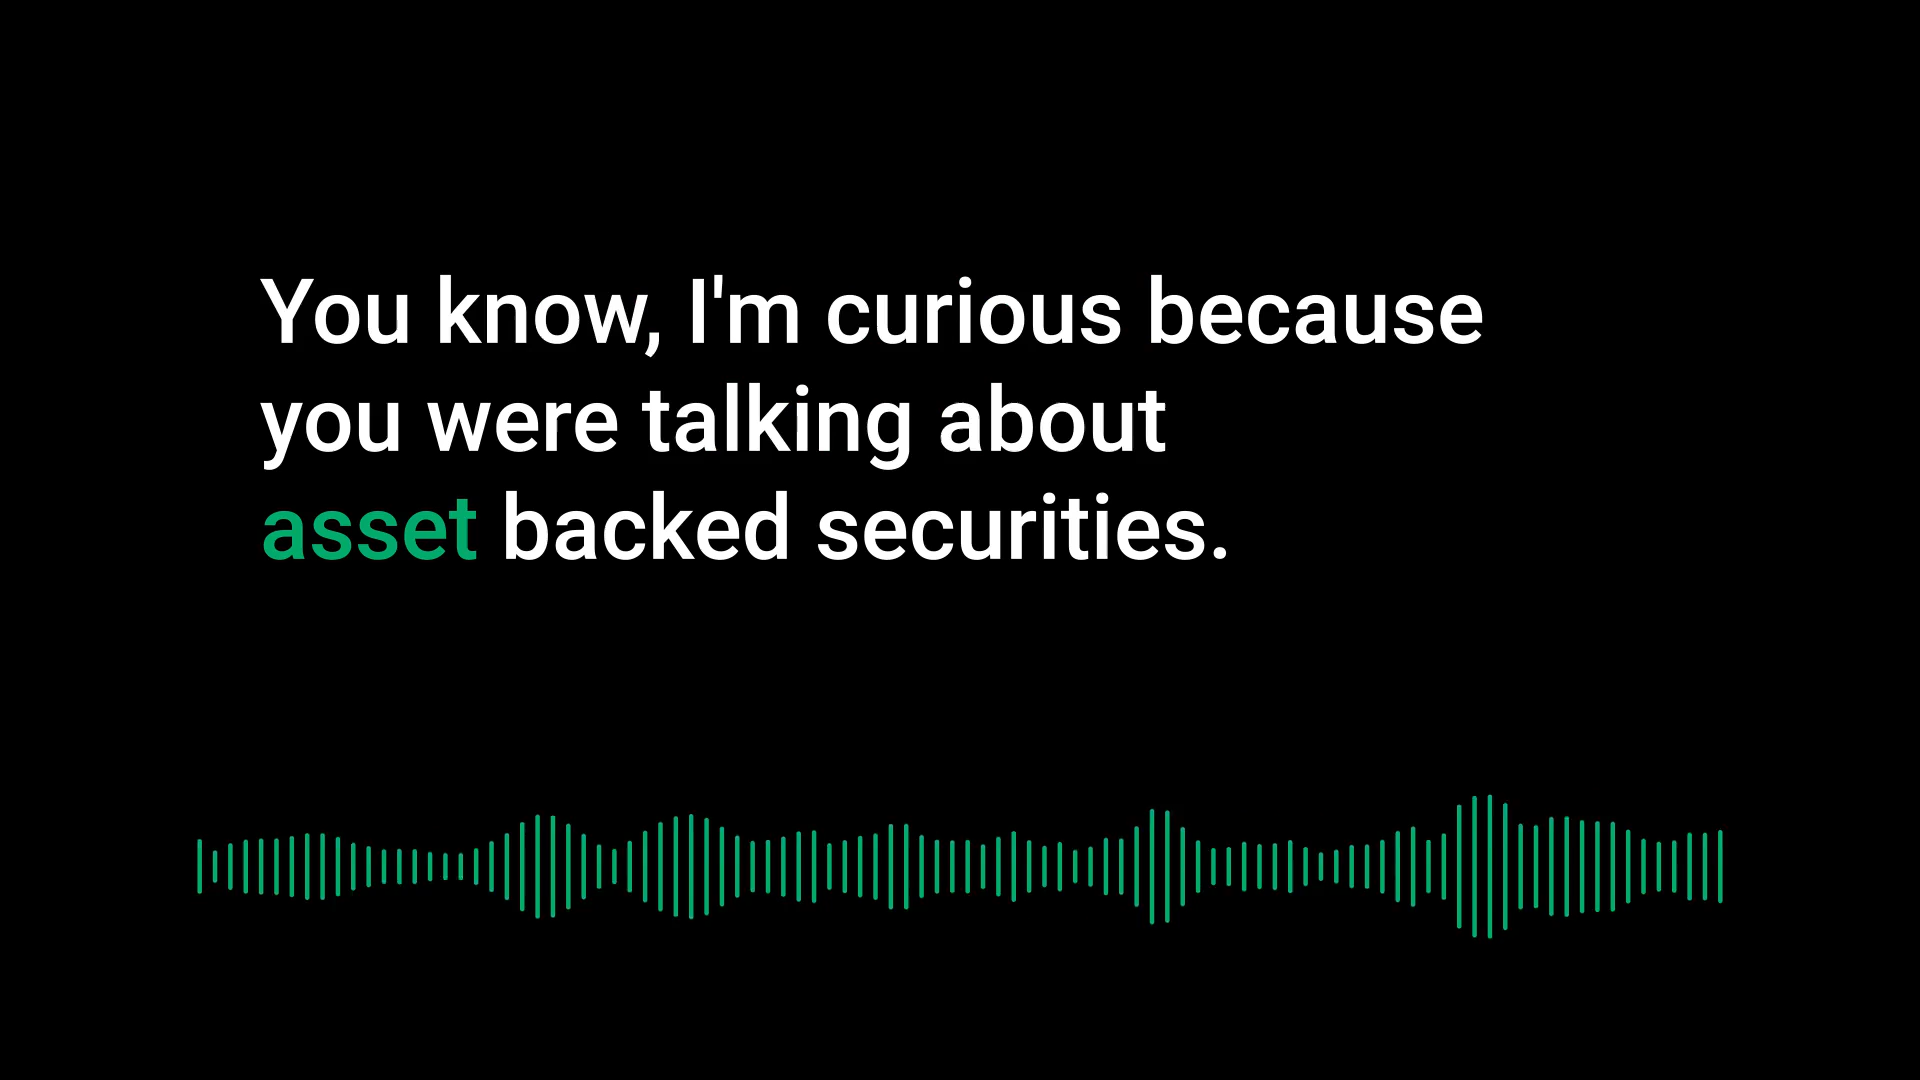 You know, I'm curious because
you were talking about
asset backed securities.